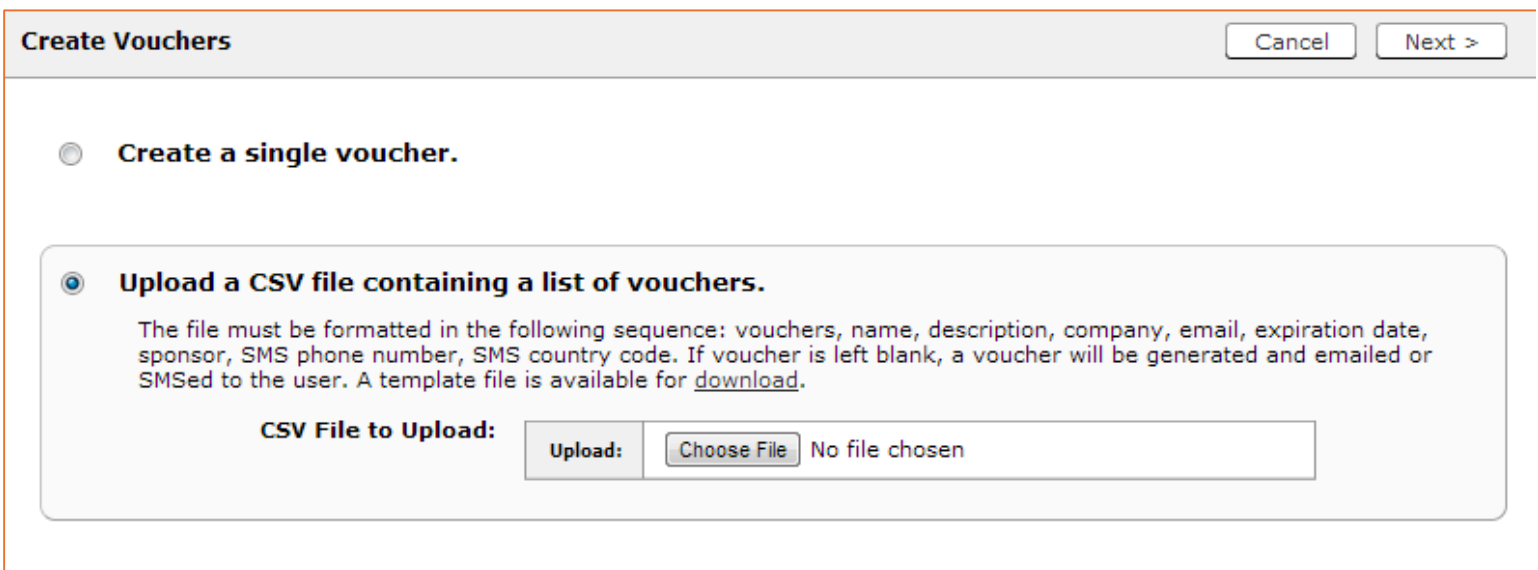 Create Vouchers
Cancel
Next >
Create a single voucher.
Upload a CSV file containing a list of vouchers.
The file must be formatted in the following sequence: vouchers, name, description, company, email, expiration date,
sponsor, SMS phone number, SMS country code. If voucher is left blank, a voucher will be generated and emailed or
SMSed to the user. A template file is available for download.
CSV File to Upload:
Upload:
Choose File
No file chosen